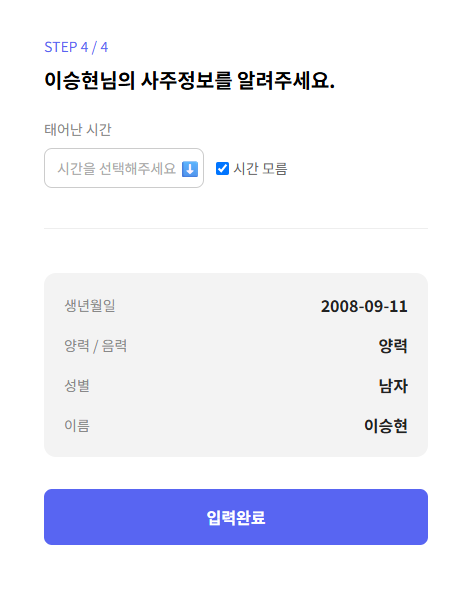 STEP 4 / 4
이승현님의 사주정보를 알려주세요.
태어난 시간
시간을 선택해주세요 ⬇️ 시간 모름
생년월일 2008-09-11
양력 / 음력 양력
성별 남자
이름 이승현
입력완료